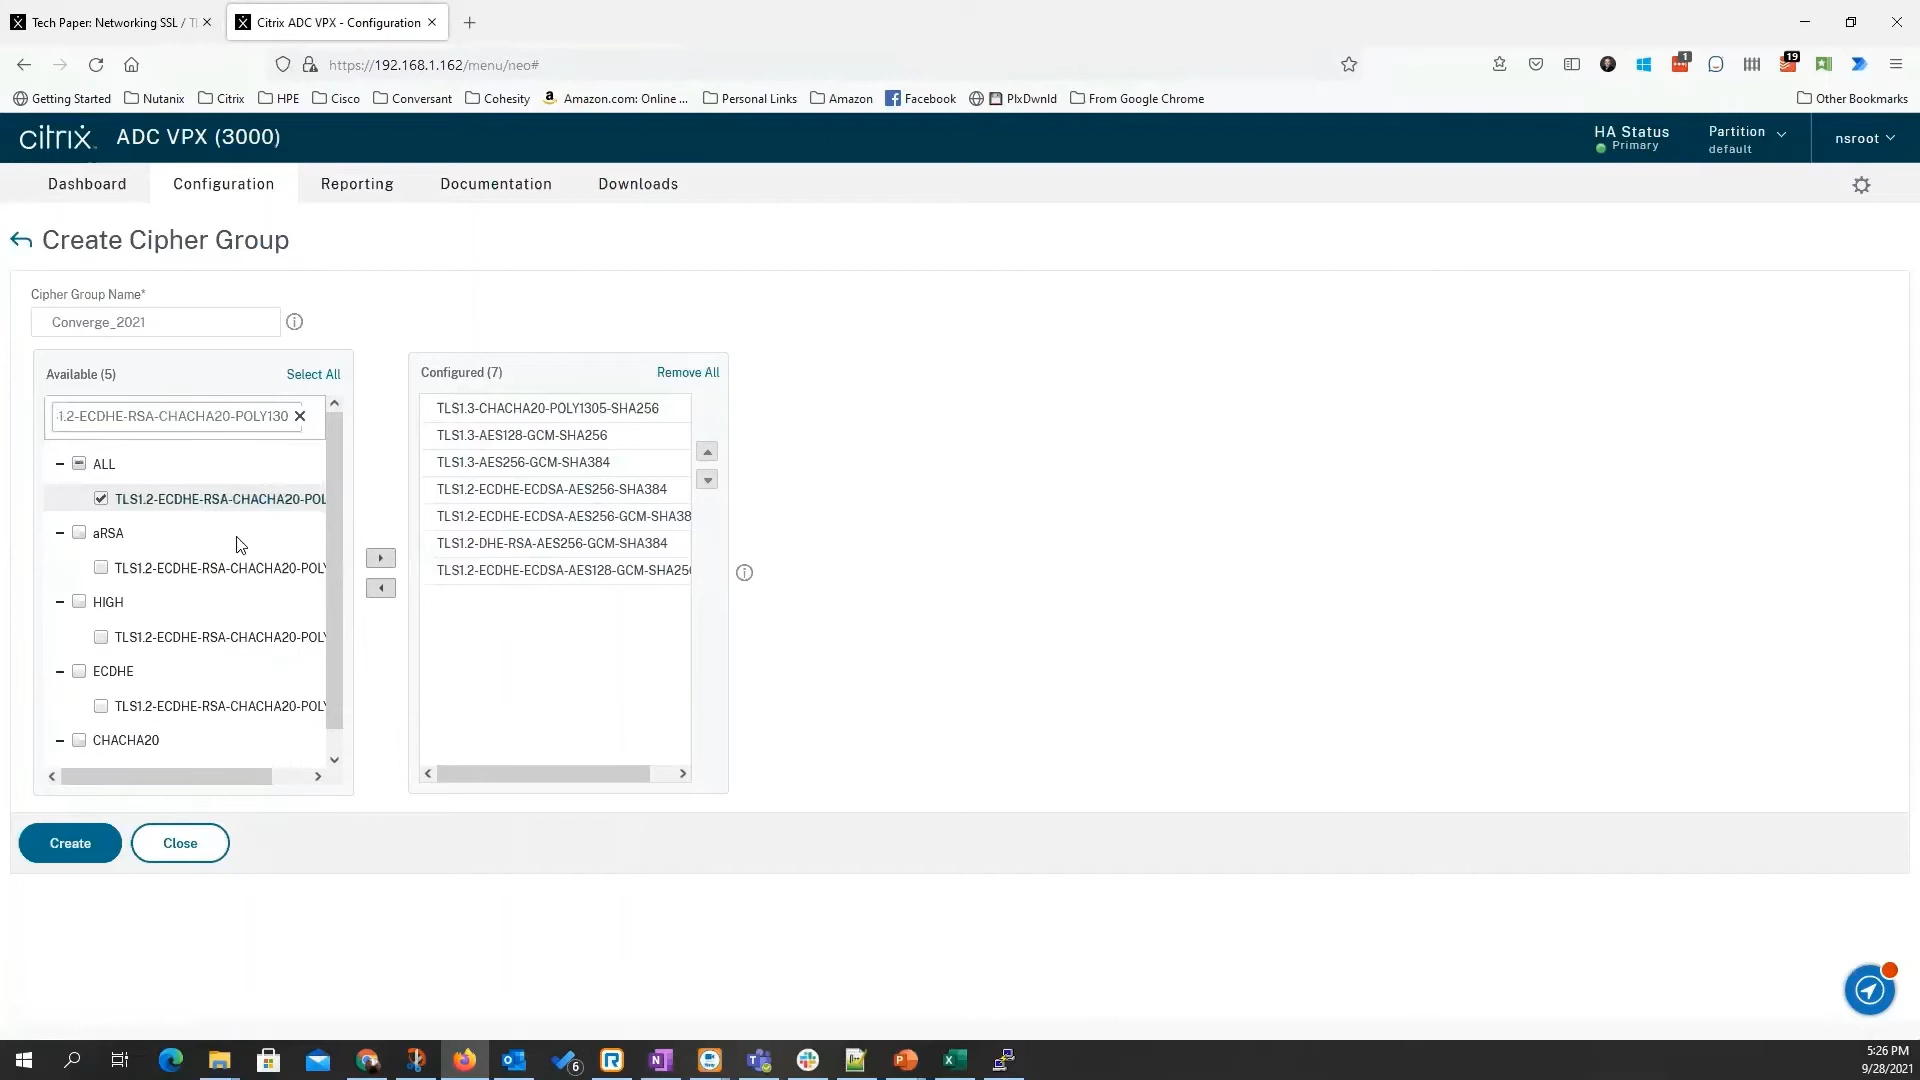 Tech Paper: Networking SSL / Tl
Citrix ADC VPX - Configuration
https://192.168.1.162/menu/neo#
1
19
Getting Started
Nutanix
Citrix
HPE
Cisco
Conversant
Cohesity
Amazon.com: Online ...
Personal Links
Amazon
Facebook
PlxDwnld
From Google Chrome
Other Bookmarks
citrix ADC VPX (3000)
HA Status
Primary
Partition
default
nsroot
Dashboard
Configuration
Reporting
Documentation
Downloads
Create Cipher Group
Cipher Group Name*
Converge_2021
Available (5)
Select All
1.2-ECDHE-RSA-CHACHA20-POLY130
ALL
TLS1.2-ECDHE-RSA-CHACHA20-POL
aRSA
TLS1.2-ECDHE-RSA-CHACHA20-POLY
HIGH
TLS1.2-ECDHE-RSA-CHACHA20-POLY
ECDHE
TLS1.2-ECDHE-RSA-CHACHA20-POLY
CHACHA20
Configured (7)
Remove All
TLS1.3-CHACHA20-POLY1305-SHA256
TLS1.3-AES128-GCM-SHA256
TLS1.3-AES256-GCM-SHA384
TLS1.2-ECDHE-ECDSA-AES256-SHA384
TLS1.2-ECDHE-ECDSA-AES256-GCM-SHA38
TLS1.2-DHE-RSA-AES256-GCM-SHA384
TLS1.2-ECDHE-ECDSA-AES128-GCM-SHA256
Create
Close
6
5:26 PM
9/28/2021